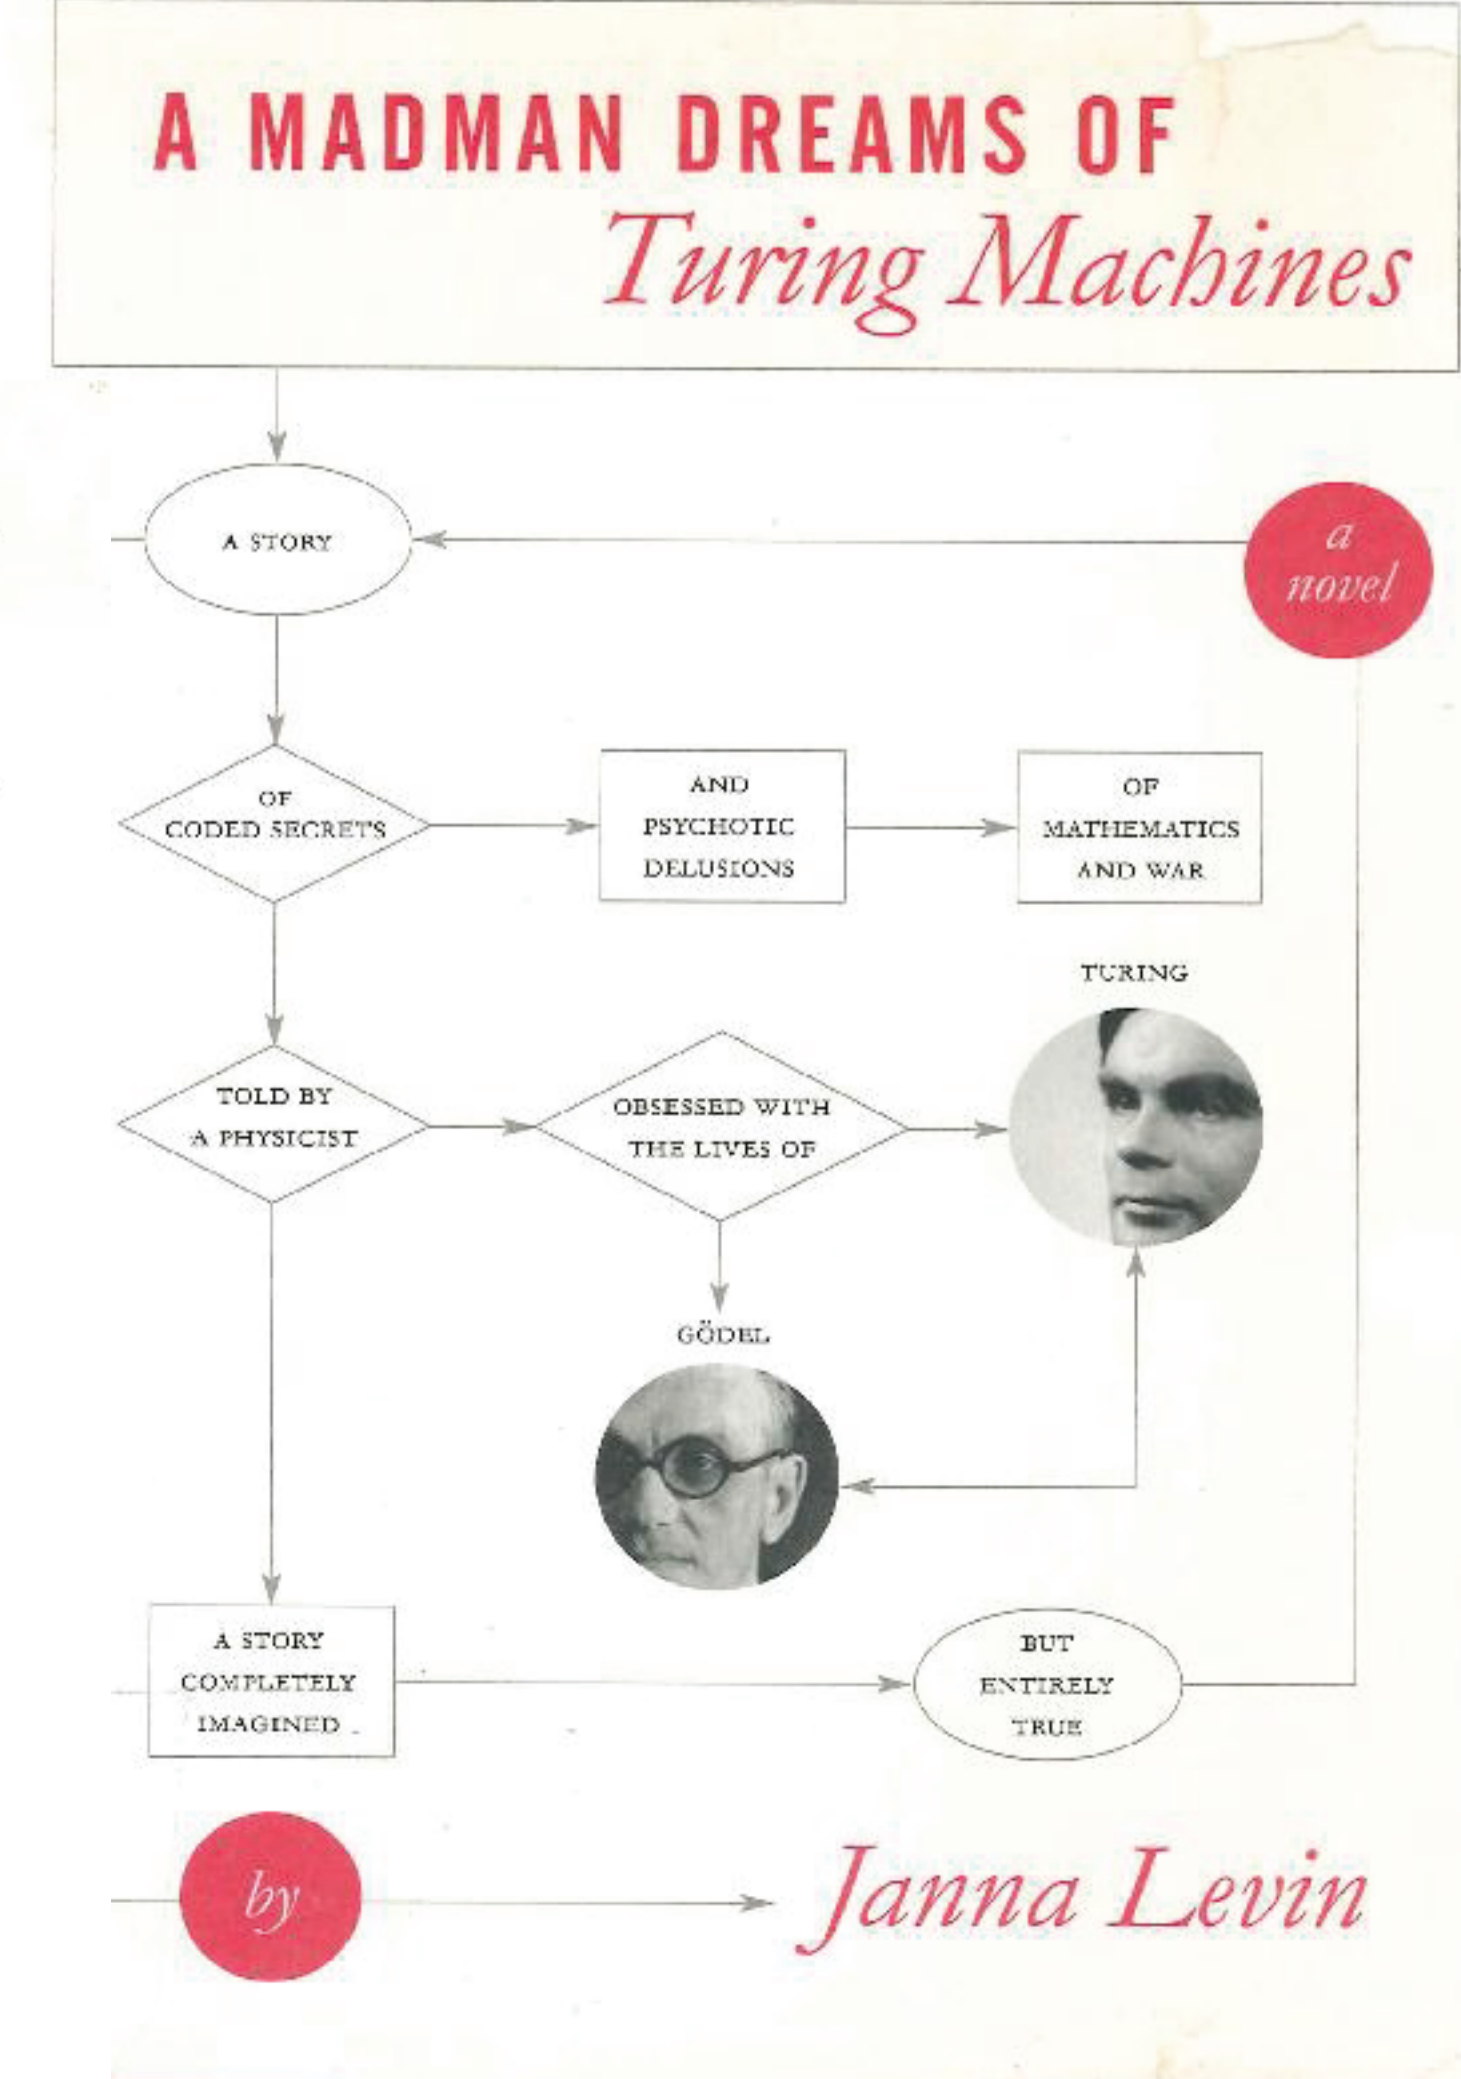 A MADMAN DREAMS OF
Turing Machines
A STORY
a
novel
OF
CODED SECRETS
AND
PSYCHOTIC
DELUSIONS
OF
MATHEMATICS
AND WAR
TURING
TOLD BY
A PHYSICIST
OBSESSED WITH
THE LIVES OF
GÖDEL
A STORY
COMPLETELY
IMAGINED
BUT
ENTIRELY
TRUE
by
Janna Levin